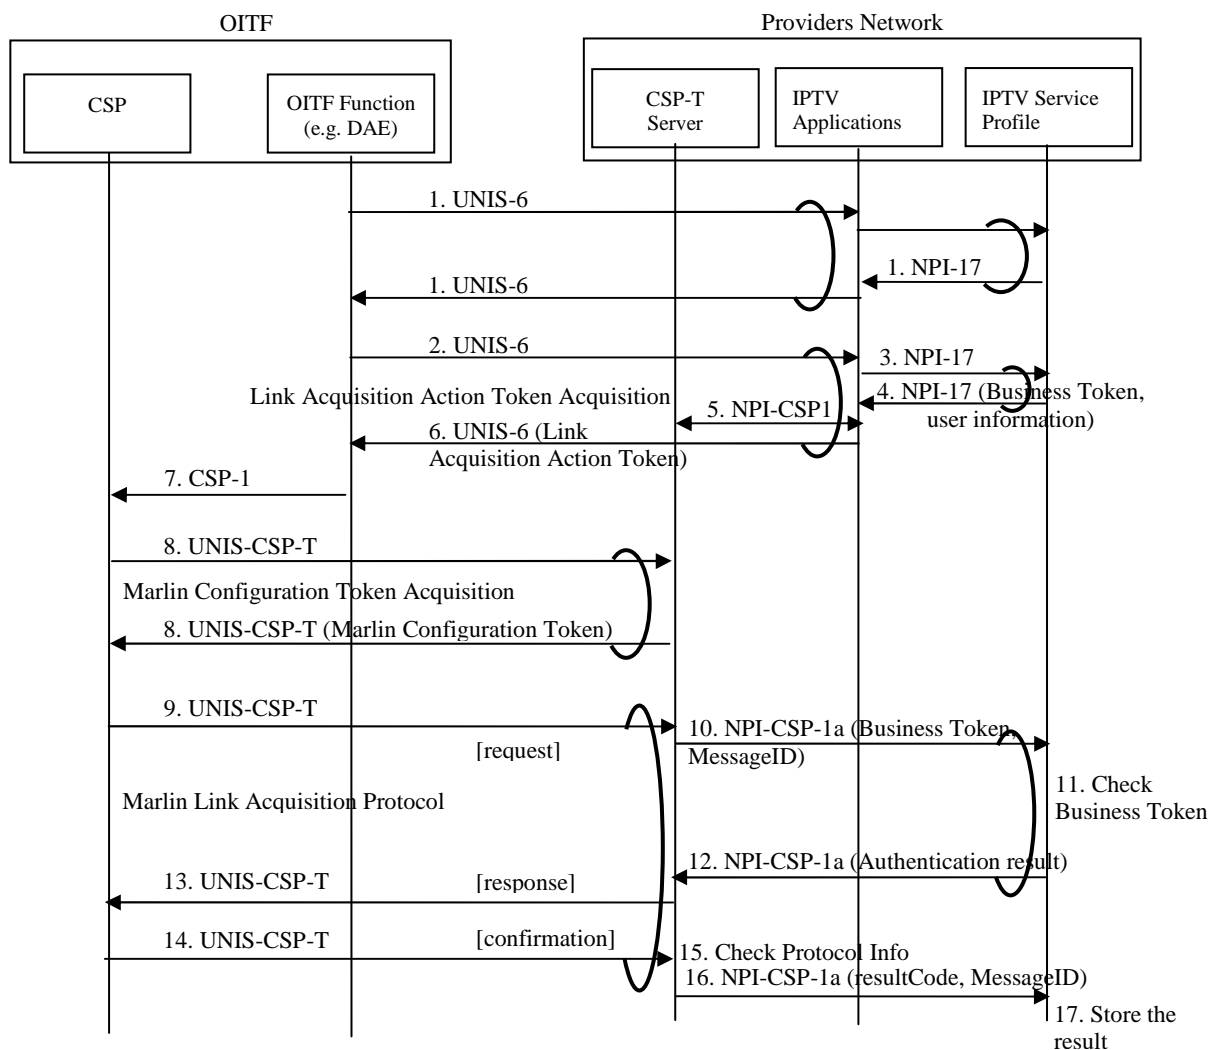 OITF
Providers Network
CSP
OITF Function
(e.g. DAE)
CSP-T
Server
IPTV
Applications
IPTV Service
Profile
1. UNIS-6
1. NPI-17
1. UNIS-6
2. UNIS-6
3. NPI-17
Link Acquisition Action Token Acquisition
4. NPI-17 (Business Token,
user information)
5. NPI-CSP1
6. UNIS-6 (Link
Acquisition Action Token)
7. CSP-1
8. UNIS-CSP-T
Marlin Configuration Token Acquisition
8. UNIS-CSP-T (Marlin Configuration Token)
9. UNIS-CSP-T
[request]
10. NPI-CSP-1a (Business Token,
MessageID)
11. Check
Business Token
Marlin Link Acquisition Protocol
12. NPI-CSP-1a (Authentication result)
13. UNIS-CSP-T
[response]
14. UNIS-CSP-T
[confirmation]
15. Check Protocol Info
16. NPI-CSP-1a (resultCode, MessageID)
17. Store the
result